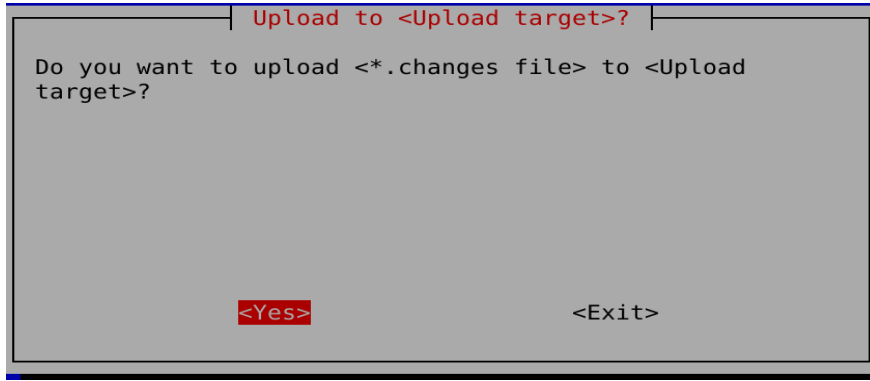 Upload to <Upload target>?
Do you want to upload <*.changes file> to <Upload
target>?
<Yes> <Exit>